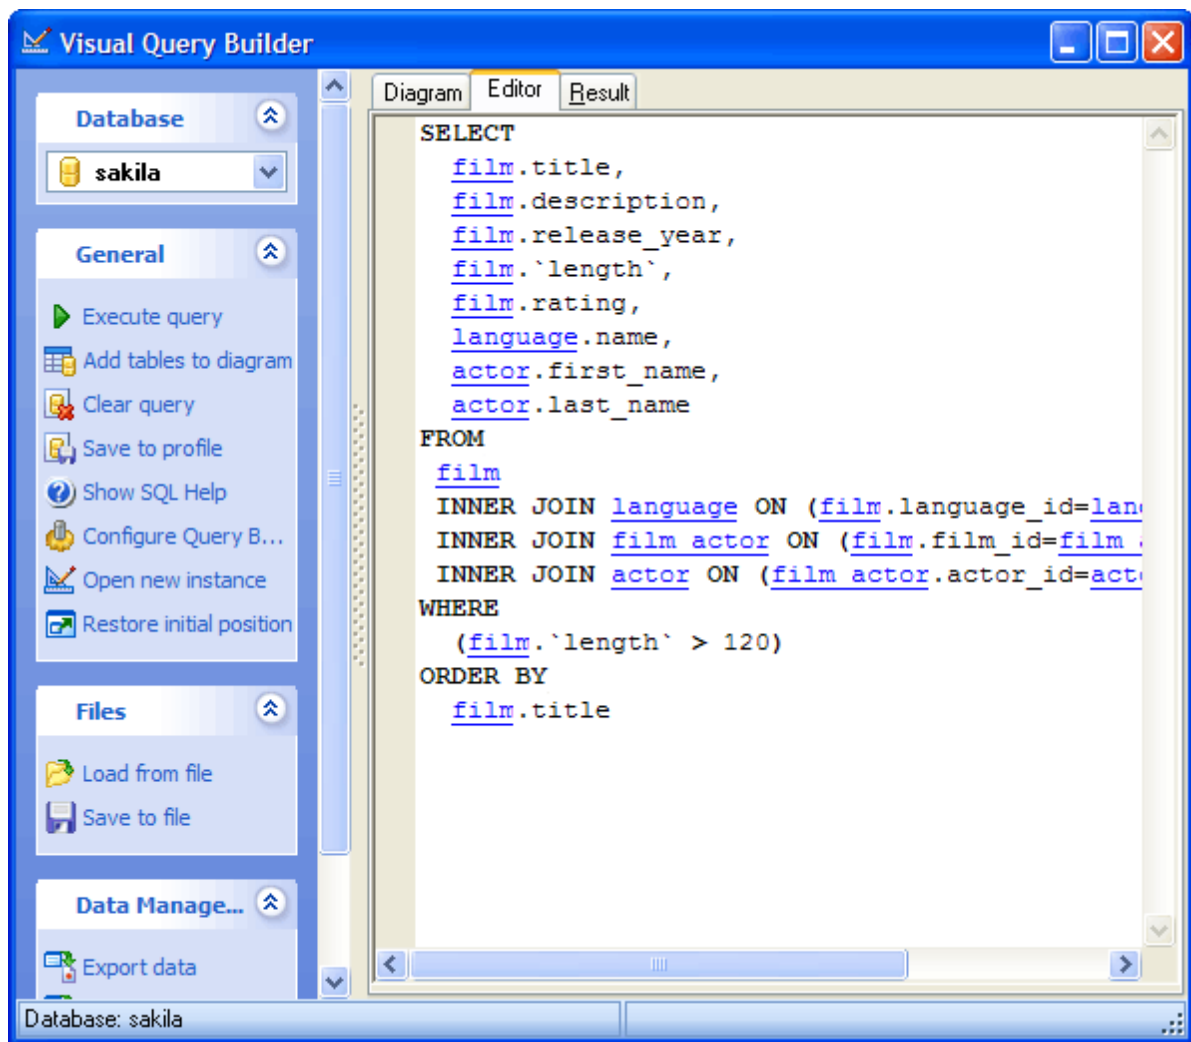 Visual Query Builder
Database
sakila
General
Execute query
Add tables to diagram
Clear query
Save to profile
Show SQL Help
Configure Query B...
Open new instance
Restore initial position
Files
Load from file
Save to file
Data Manage...
Export data
Diagram Editor Result
SELECT
film.title,
film.description,
film.release_year,
film.`length`,
film.rating,
language.name,
actor.first_name,
actor.last_name
FROM
film
INNER JOIN language ON (film.language_id=lan
INNER JOIN film_actor ON (film.film_id=film_
INNER JOIN actor ON (film_actor.actor_id=act
WHERE
(film.`length` > 120)
ORDER BY
film.title
Database: sakila